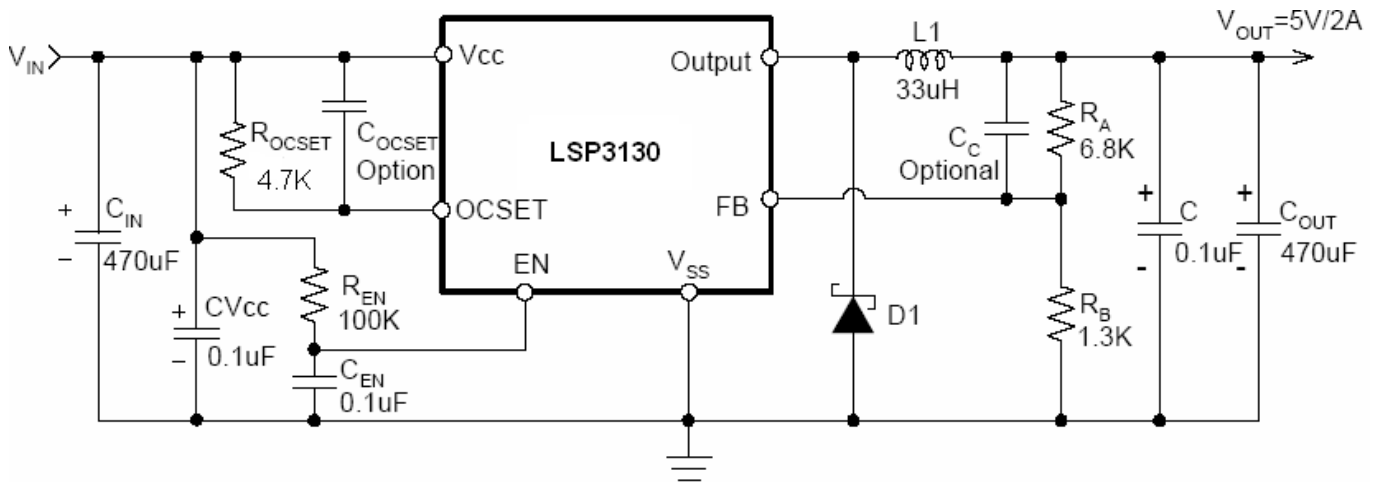 V_IN
Vcc
Output
L1
33uH
V_OUT=5V/2A
R_OCSET
4.7K
C_OCSET
Option
LSP3130
C_C
Optional
R_A
6.8K
OCSET
FB
+
C_IN
470uF
–
EN
V_SS
+
C
0.1uF
-
+
C_OUT
470uF
-
R_EN
100K
+
CVcc
0.1uF
–
D1
R_B
1.3K
C_EN
0.1uF